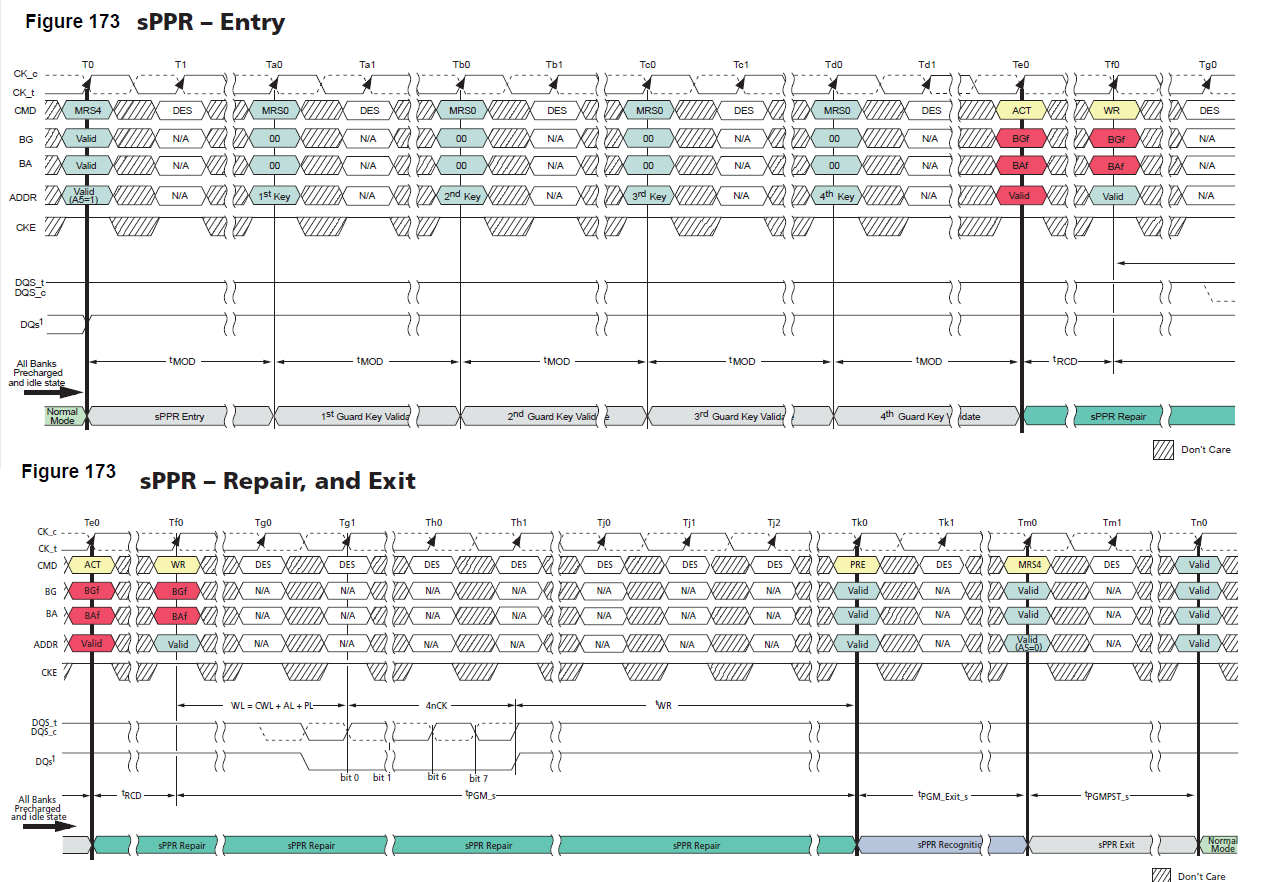 Figure 173 sPPR – Entry
T0 T1 Ta0 Ta1 Tb0 Tb1 Tc0 Tc1 Td0 Td1 Te0 Tf0 Tg0
CK_c
CK_t
CMD MRS4 DES MRS0 DES MRS0 DES MRS0 DES MRS0 DES ACT WR DES
BG Valid N/A 00 N/A 00 N/A 00 N/A 00 N/A BGf BGf N/A
BA Valid N/A 00 N/A 00 N/A 00 N/A 00 N/A BAf BAf N/A
ADDR Valid (A5=1) N/A 1st Key N/A 2nd Key N/A 3rd Key N/A 4th Key N/A Valid Valid N/A
CKE
DQS_t
DQS_c
DQs1
All Banks
Precharged
and idle state
tMOD tMOD tMOD tMOD tMOD tRCD
Normal Mode sPPR Entry 1st Guard Key Valida 2nd Guard Key Valid e 3rd Guard Key Valida e 4th Guard Key V idate sPPR Repair
Don't Care
Figure 173 sPPR – Repair, and Exit
Te0 Tf0 Tg0 Tg1 Th0 Th1 Tj0 Tj1 Tj2 Tk0 Tk1 Tm0 Tm1 Tn0
CK_c
CK_t
CMD ACT WR DES DES DES DES DES DES DES PRE DES MRS4 DES Valid
BG BGf BGf N/A N/A N/A N/A N/A N/A N/A Valid N/A Valid N/A Valid
BA BAf BAf N/A N/A N/A N/A N/A N/A N/A Valid N/A Valid N/A Valid
ADDR Valid Valid N/A N/A N/A N/A N/A N/A N/A Valid N/A Valid (A5=0) N/A Valid
CKE
WL = CWL + AL + PL 4nCK tWR
DQS_t
DQS_c
DQs1
bit 0 bit 1 bit 6 bit 7
All Banks
Precharged
and idle state
tRCD tPGM_s tPGM_Exit_s tPGMPST_s
sPPR Repair sPPR Repair sPPR Repair sPPR Repair sPPR Recognitic sPPR Exit Normal Mode
Don't Care